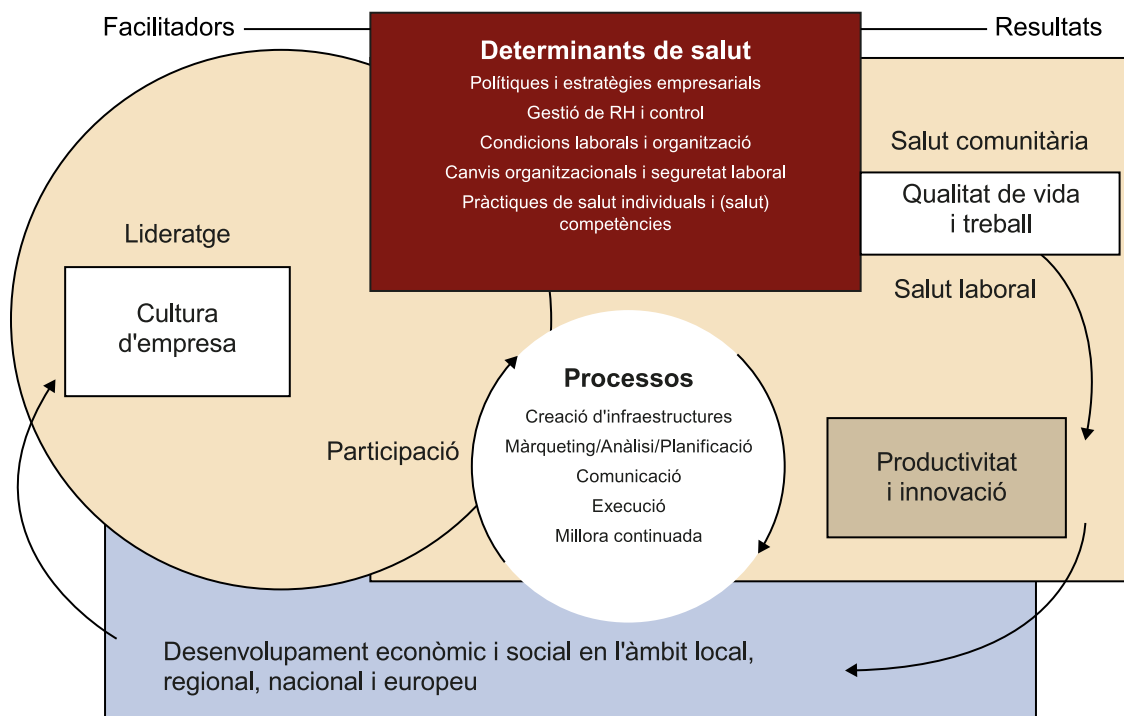 Facilitadors
Resultats
Determinants de salut
Polítiques i estratègies empresarials
Gestió de RH i control
Condicions laborals i organització
Canvis organitzacionals i seguretat laboral
Pràctiques de salut individuals i (salut)
competències
Salut comunitària
Qualitat de vida
i treball
Salut laboral
Lideratge
Cultura
d'empresa
Participació
Processos
Creació d'infraestructures
Màrqueting/Anàlisi/Planificació
Comunicació
Execució
Millora continuada
Productivitat
i innovació
Desenvolupament econòmic i social en l'àmbit local,
regional, nacional i europeu